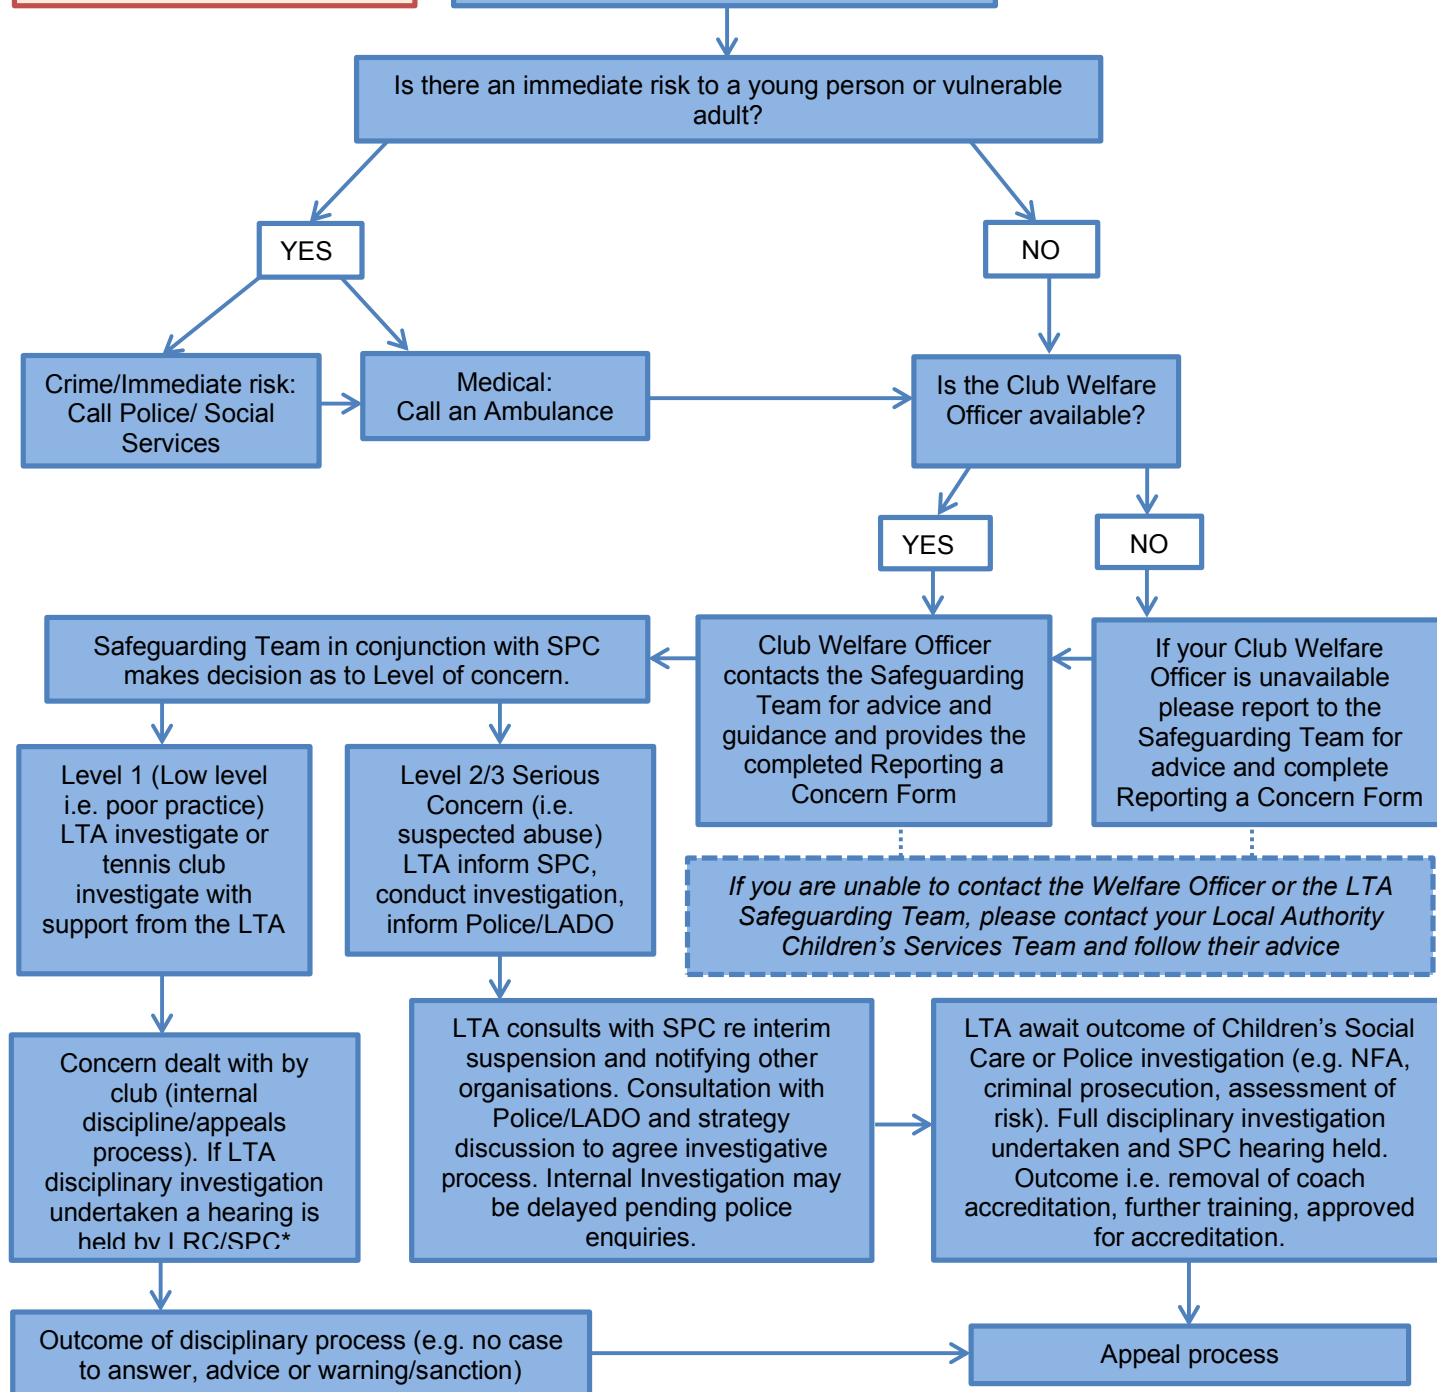 Is there an immediate risk to a young person or vulnerable
adult?
YES
NO
Crime/Immediate risk:
Call Police/ Social
Services
Medical:
Call an Ambulance
Is the Club Welfare
Officer available?
YES
NO
Safeguarding Team in conjunction with SPC
makes decision as to Level of concern.
Club Welfare Officer
contacts the Safeguarding
Team for advice and
guidance and provides the
completed Reporting a
Concern Form
If your Club Welfare
Officer is unavailable
please report to the
Safeguarding Team for
advice and complete
Reporting a Concern Form
Level 1 (Low level
i.e. poor practice)
LTA investigate or
tennis club
investigate with
support from the LTA
Level 2/3 Serious
Concern (i.e.
suspected abuse)
LTA inform SPC,
conduct investigation,
inform Police/LADO
If you are unable to contact the Welfare Officer or the LTA
Safeguarding Team, please contact your Local Authority
Children’s Services Team and follow their advice
Concern dealt with by
club (internal
discipline/appeals
process). If LTA
disciplinary investigation
undertaken a hearing is
held by LRC/SPC*
LTA consults with SPC re interim
suspension and notifying other
organisations. Consultation with
Police/LADO and strategy
discussion to agree investigative
process. Internal Investigation may
be delayed pending police
enquiries.
LTA await outcome of Children’s Social
Care or Police investigation (e.g. NFA,
criminal prosecution, assessment of
risk). Full disciplinary investigation
undertaken and SPC hearing held.
Outcome i.e. removal of coach
accreditation, further training, approved
for accreditation.
Outcome of disciplinary process (e.g. no case
to answer, advice or warning/sanction)
Appeal process